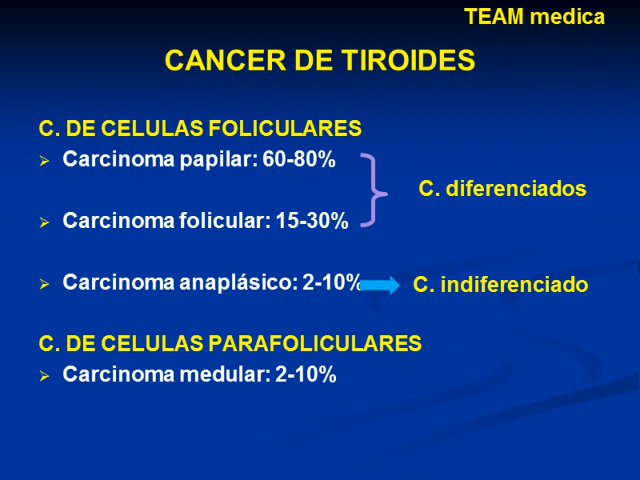 TEAM medica
CANCER DE TIROIDES
C. DE CELULAS FOLICULARES
Carcinoma papilar: 60-80%
C. diferenciados
Carcinoma folicular: 15-30%
Carcinoma anaplásico: 2-10%
C. indiferenciado
C. DE CELULAS PARAFOLICULARES
Carcinoma medular: 2-10%